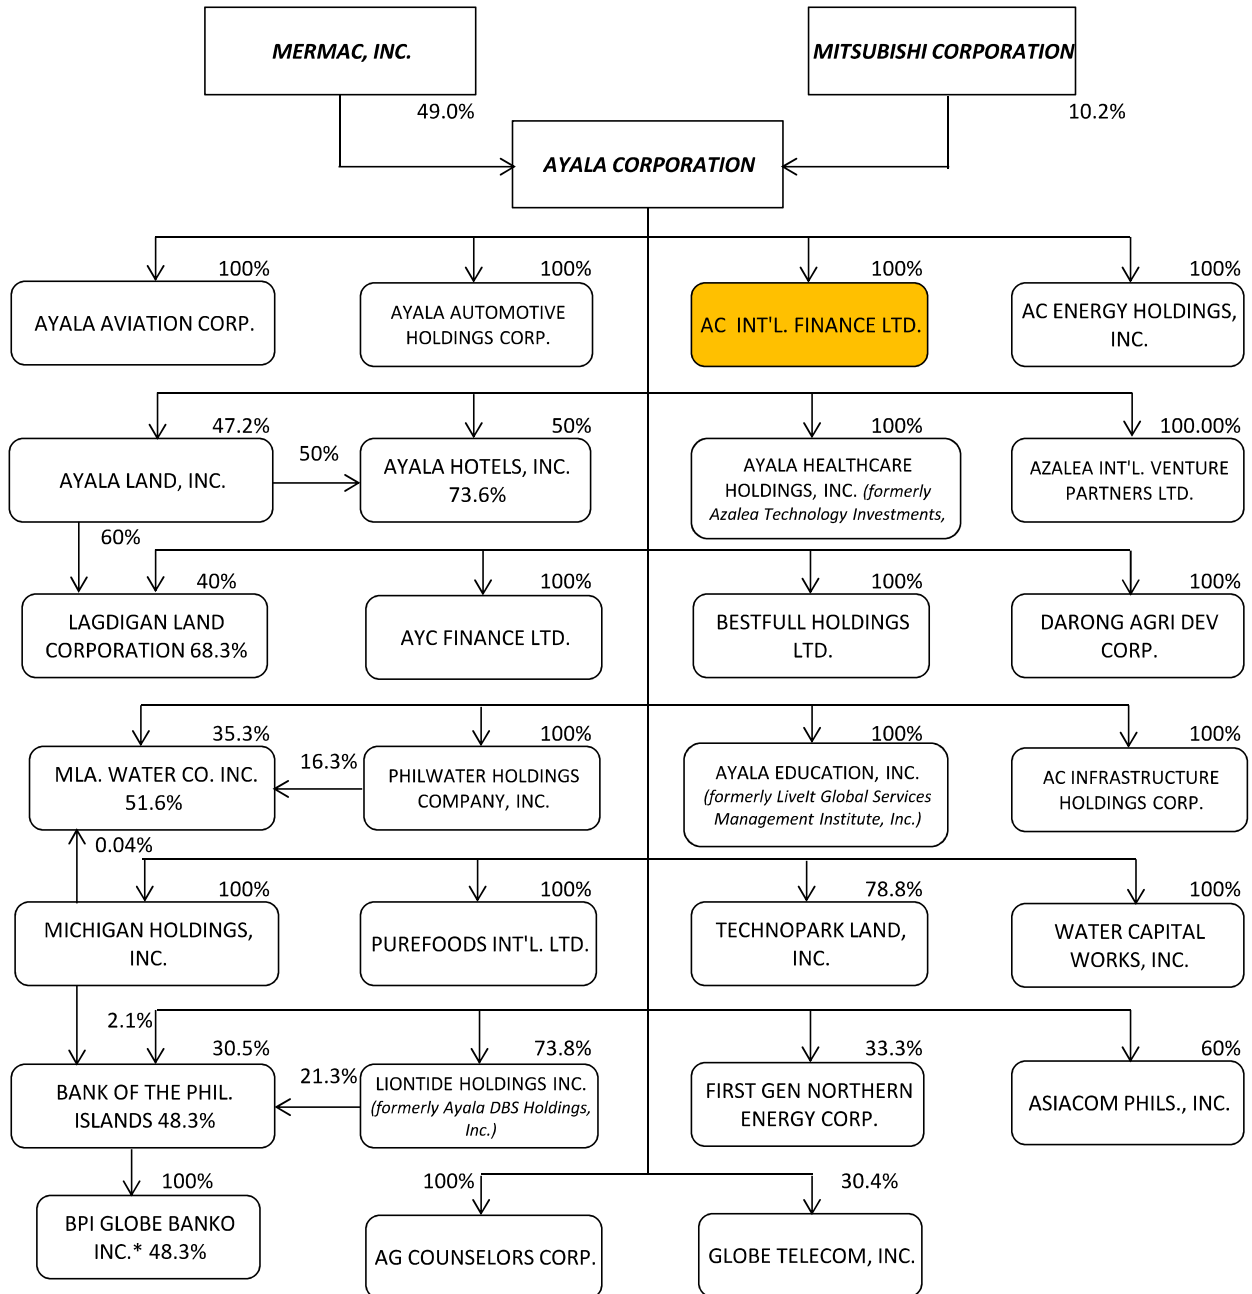 MERMAC, INC.
MITSUBISHI CORPORATION
49.0%
10.2%
AYALA CORPORATION
100%
100%
100%
100%
AYALA AVIATION CORP.
AYALA AUTOMOTIVE
HOLDINGS CORP.
AC INT'L. FINANCE LTD.
AC ENERGY HOLDINGS,
INC.
47.2%
50%
50%
100%
100.00%
AYALA LAND, INC.
AYALA HOTELS, INC.
73.6%
AYALA HEALTHCARE
HOLDINGS, INC. (formerly
Azalea Technology Investments,
AZALEA INT'L. VENTURE
PARTNERS LTD.
60%
40%
100%
100%
100%
LAGDIGAN LAND
CORPORATION 68.3%
AYC FINANCE LTD.
BESTFULL HOLDINGS
LTD.
DARONG AGRI DEV
CORP.
35.3%
16.3%
100%
100%
100%
MLA. WATER CO. INC.
51.6%
PHILWATER HOLDINGS
COMPANY, INC.
AYALA EDUCATION, INC.
(formerly LiveIt Global Services
Management Institute, Inc.)
AC INFRASTRUCTURE
HOLDINGS CORP.
0.04%
100%
100%
78.8%
100%
MICHIGAN HOLDINGS,
INC.
PUREFOODS INT'L. LTD.
TECHNOPARK LAND,
INC.
WATER CAPITAL
WORKS, INC.
2.1%
30.5%
21.3%
73.8%
33.3%
60%
BANK OF THE PHIL.
ISLANDS 48.3%
LIONTIDE HOLDINGS INC.
(formerly Ayala DBS Holdings,
Inc.)
FIRST GEN NORTHERN
ENERGY CORP.
ASIACOM PHILS., INC.
100%
100%
30.4%
BPI GLOBE BANKO
INC.* 48.3%
AG COUNSELORS CORP.
GLOBE TELECOM, INC.